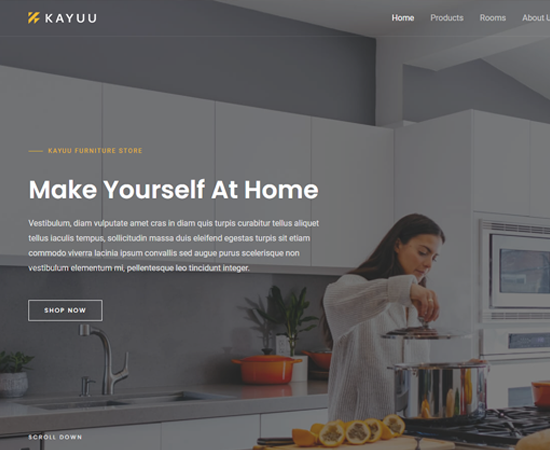 KAYUU
Home Products Rooms About
KAYUU FURNITURE STORE
Make Yourself At Home
Vestibulum, diam vulputate amet cras in diam quis turpis curabitur tellus aliquet
tellus iaculis tempus, sollicitudin massa duis eleifend egestas turpis sit etiam
commodo viverra lacinia ipsum convallis sed augue purus scelerisque non
vestibulum elementum mi, pellentesque leo tincidunt integer.
SHOP NOW
SCROLL DOWN